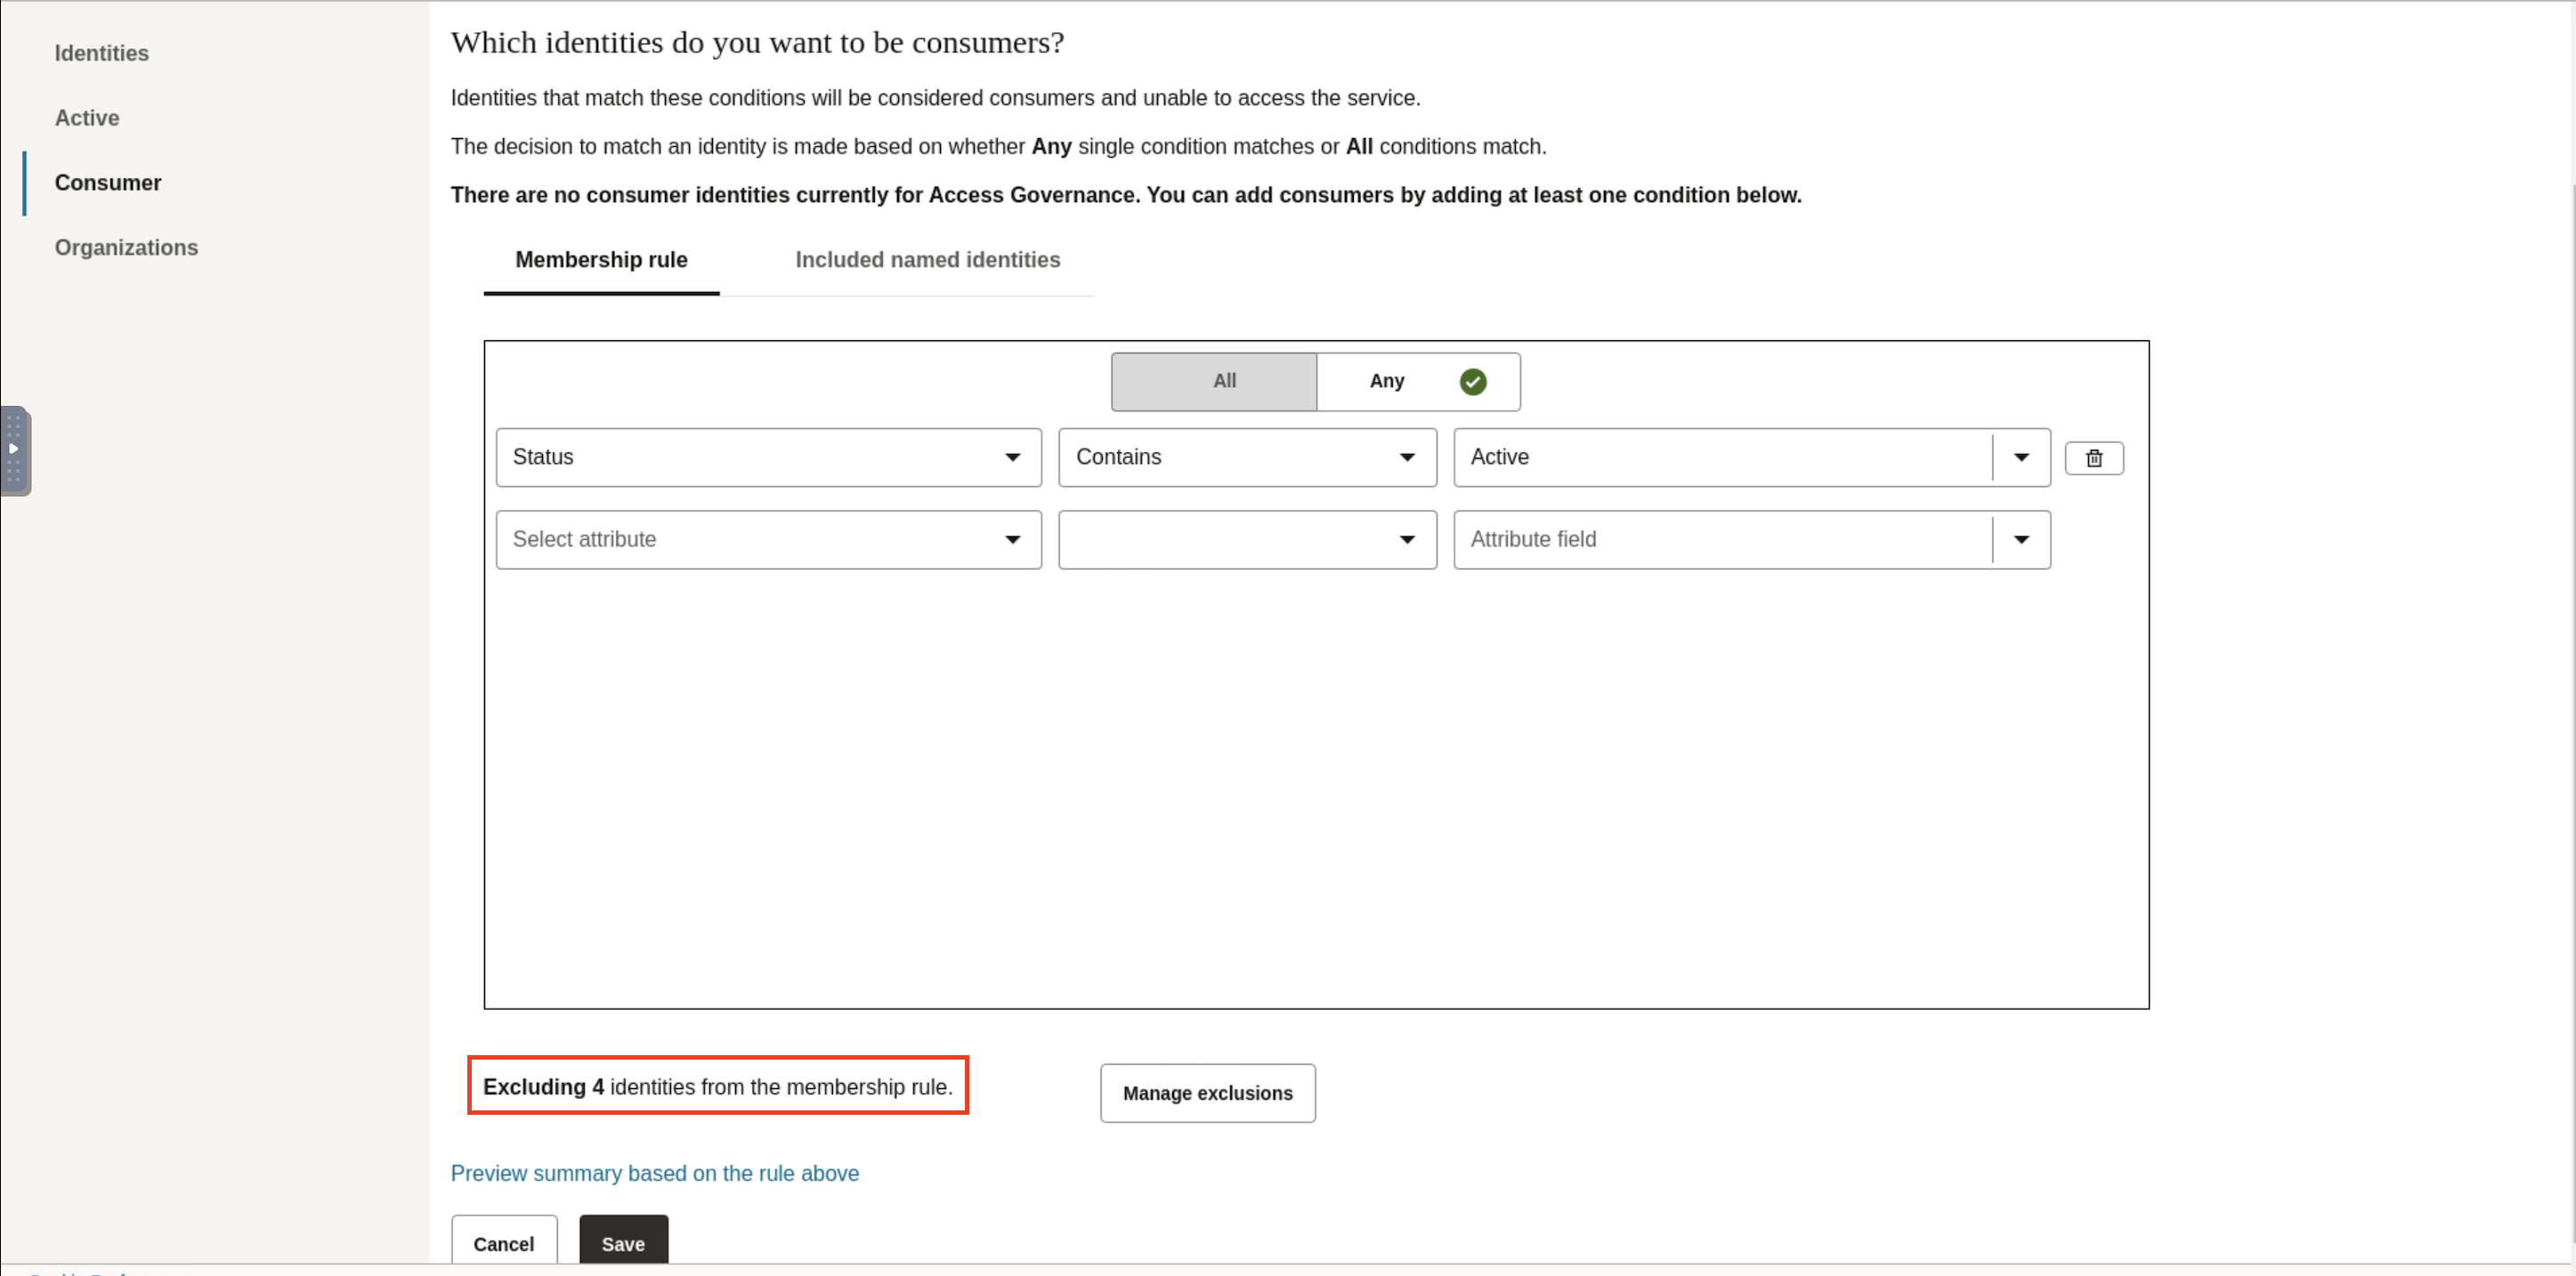 Identities
Active
Consumer
Organizations
Which identities do you want to be consumers?
Identities that match these conditions will be considered consumers and unable to access the service.
The decision to match an identity is made based on whether Any single condition matches or All conditions match.
There are no consumer identities currently for Access Governance. You can add consumers by adding at least one condition below.
Membership rule Included named identities
All Any
Status Contains Active
Select attribute Attribute field
Excluding 4 identities from the membership rule. Manage exclusions
Preview summary based on the rule above
Cancel Save